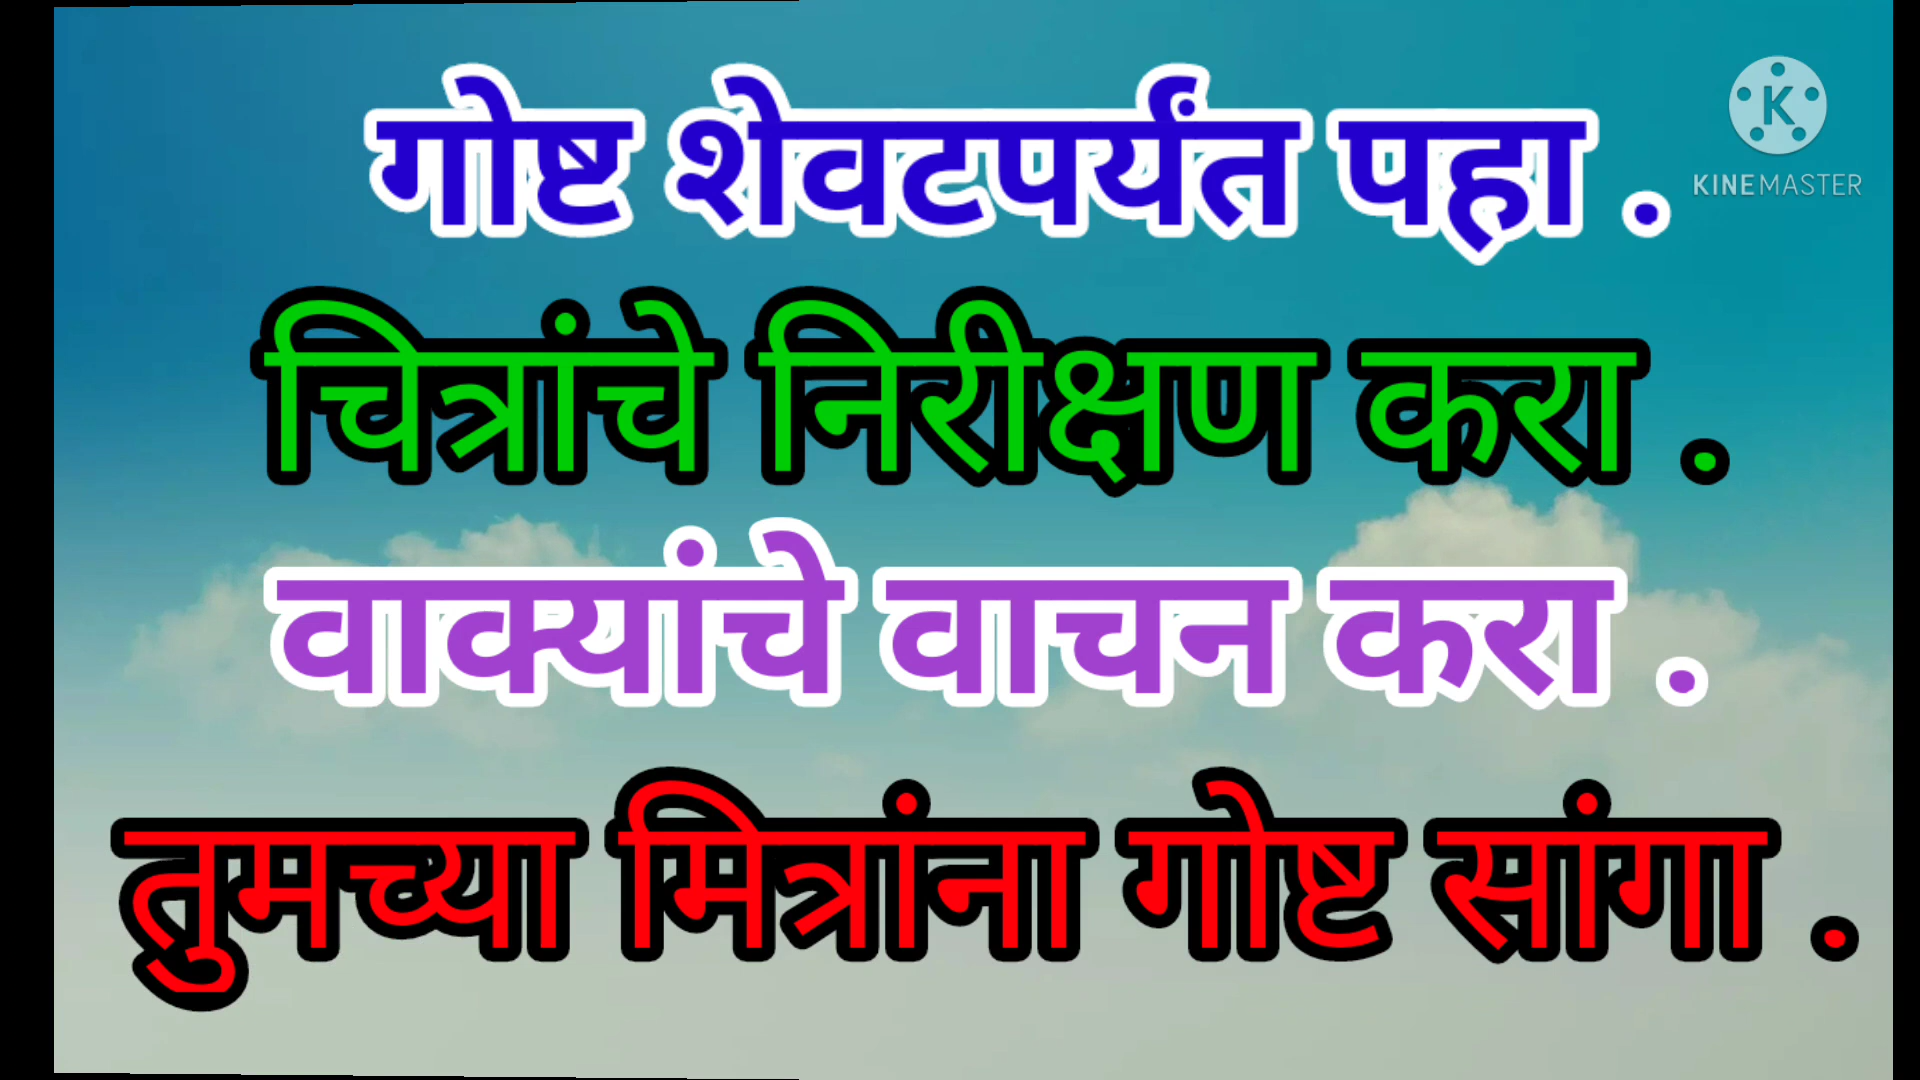 गोष्ट शेवटपर्यंत पहा .
KINEMASTER
चित्रांचे निरीक्षण करा .
वाक्यांचे वाचन करा .
तुमच्या मित्रांना गोष्ट सांगा .